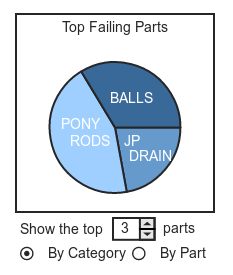 Top Failing Parts
BALLS
PONY
RODS
JP
DRAIN
Show the top 3 parts
By Category By Part